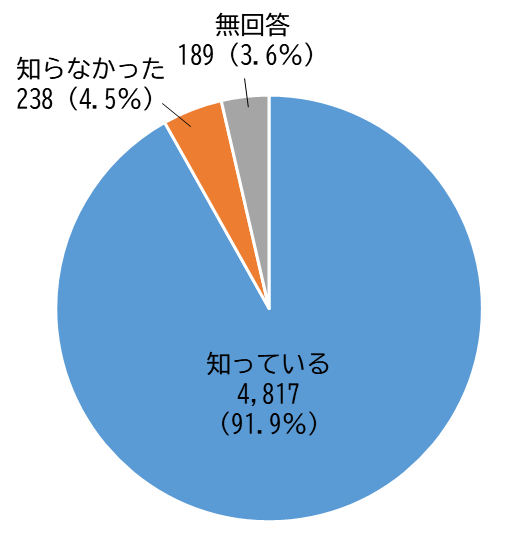 無回答
189（3.6%）
知らなかった
238（4.5%）
知っている
4,817
（91.9%）